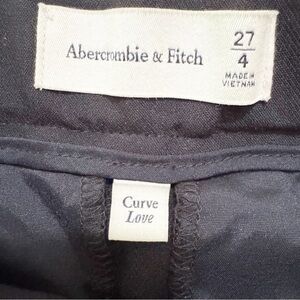 Abercrombie & Fitch
27
4
MADE IN
VIETNAM
Curve
Love